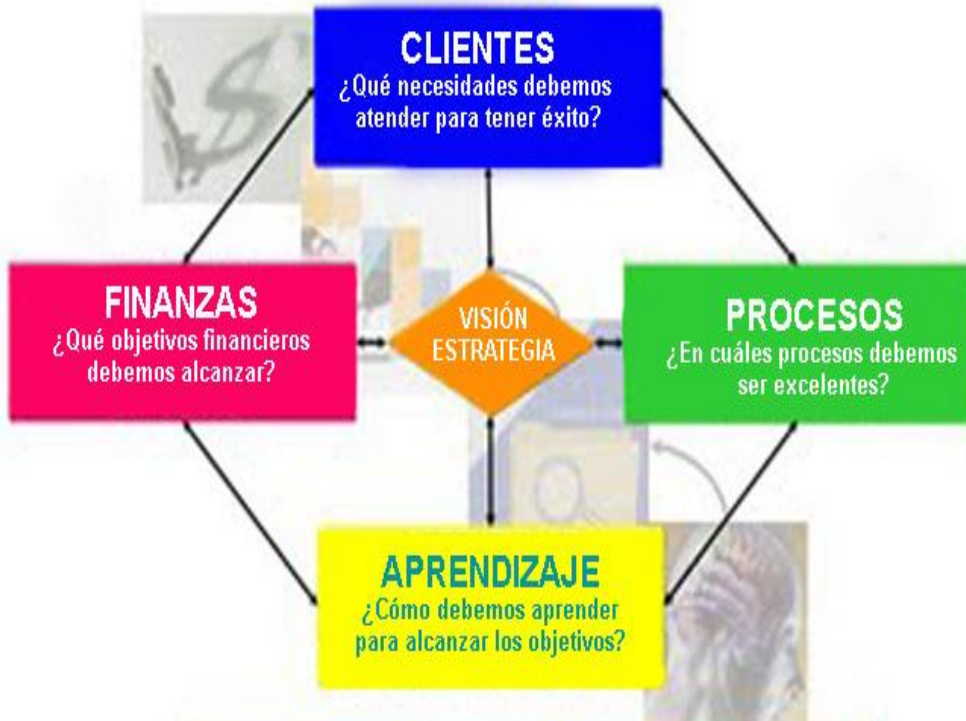 CLIENTES
¿Qué necesidades debemos
atender para tener éxito?
FINANZAS
¿Qué objetivos financieros
debemos alcanzar?
VISIÓN
ESTRATEGIA
PROCESOS
¿En cuáles procesos debemos
ser excelentes?
APRENDIZAJE
¿Cómo debemos aprender
para alcanzar los objetivos?